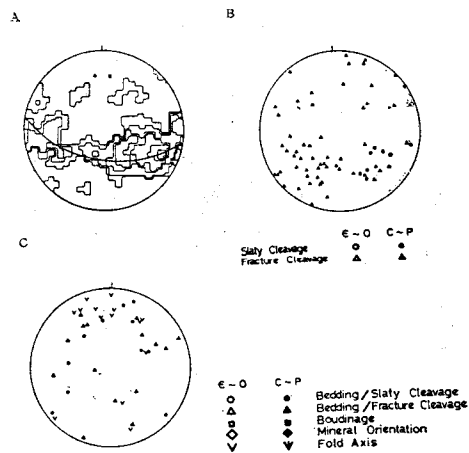 A
B
Є ~ O C ~ P
Slaty Cleavage
Fracture Cleavage
C
Є ~ O C ~ P
Bedding/Slaty Cleavage
Bedding/Fracture Cleavage
Boudinage
Mineral Orientation
Fold Axis